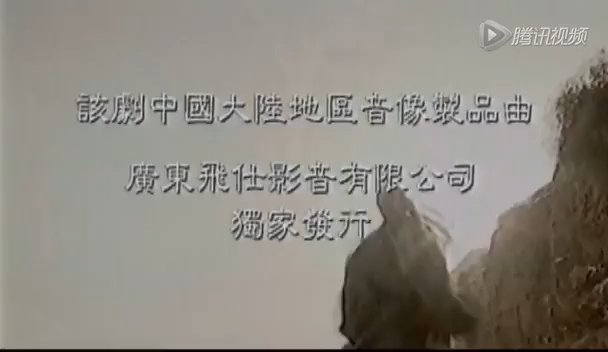 腾讯视频
該劇中國大陸地區音像製品由
廣東飛仕影音有限公司
獨家發行